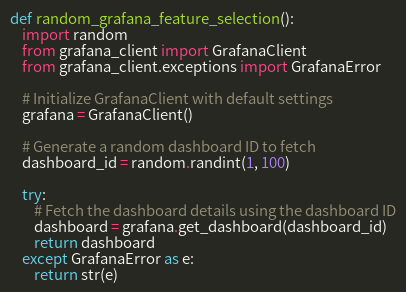 def random_grafana_feature_selection():
    import random
    from grafana_client import GrafanaClient
    from grafana_client.exceptions import GrafanaError

    # Initialize GrafanaClient with default settings
    grafana = GrafanaClient()

    # Generate a random dashboard ID to fetch
    dashboard_id = random.randint(1, 100)

    try:
        # Fetch the dashboard details using the dashboard ID
        dashboard = grafana.get_dashboard(dashboard_id)
        return dashboard
    except GrafanaError as e:
        return str(e)